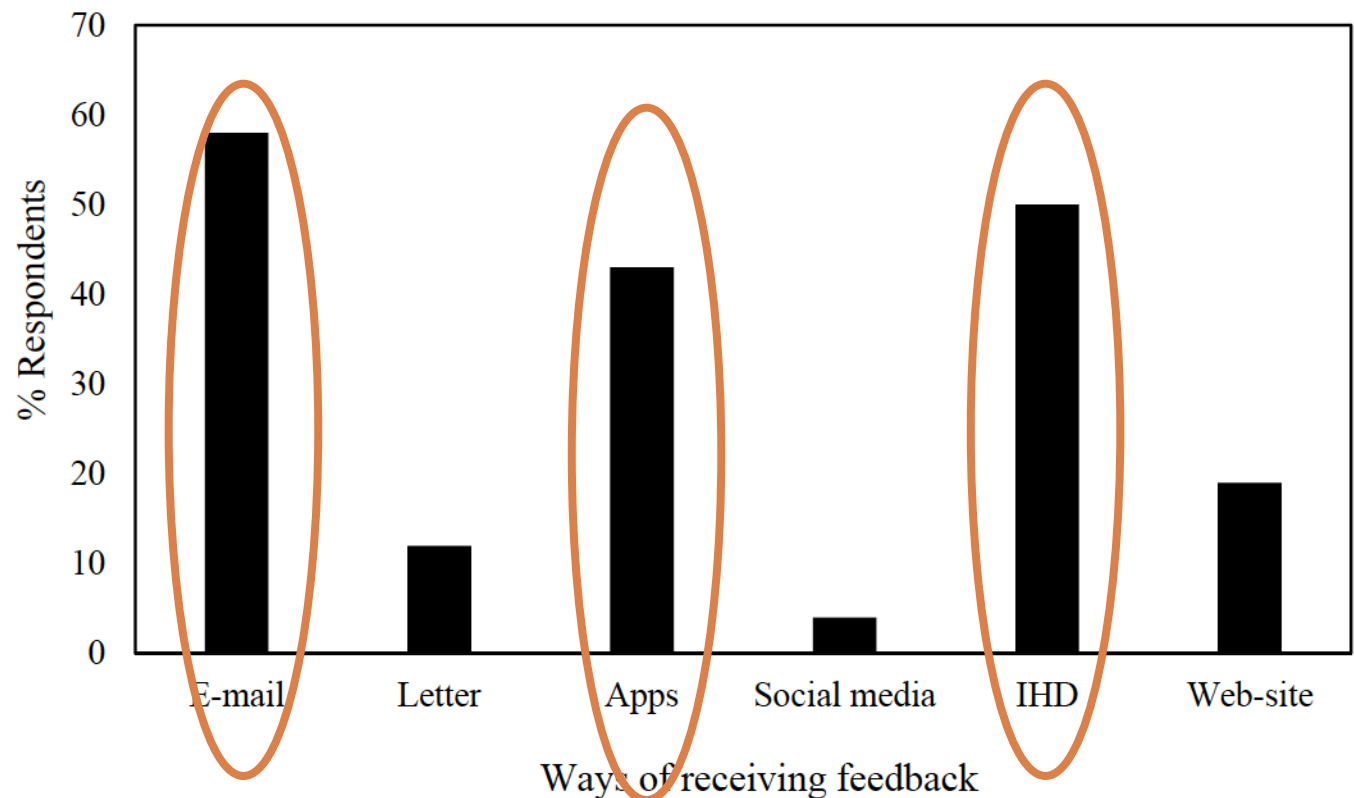 70
60
50
40
30
20
10
0
% Respondents
E-mail Letter Apps Social media IHD Web-site
Ways of receiving feedback